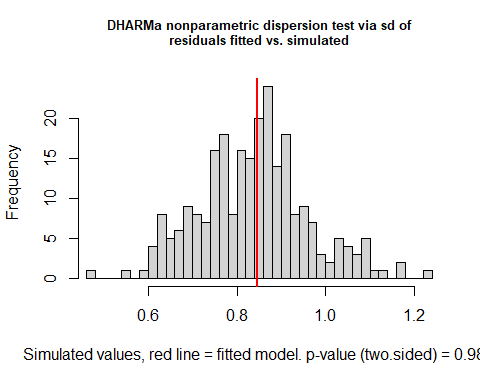 DHARMa nonparametric dispersion test via sd of
residuals fitted vs. simulated
Frequency
20
15
10
5
0
0.6 0.8 1.0 1.2
Simulated values, red line = fitted model. p-value (two.sided) = 0.98